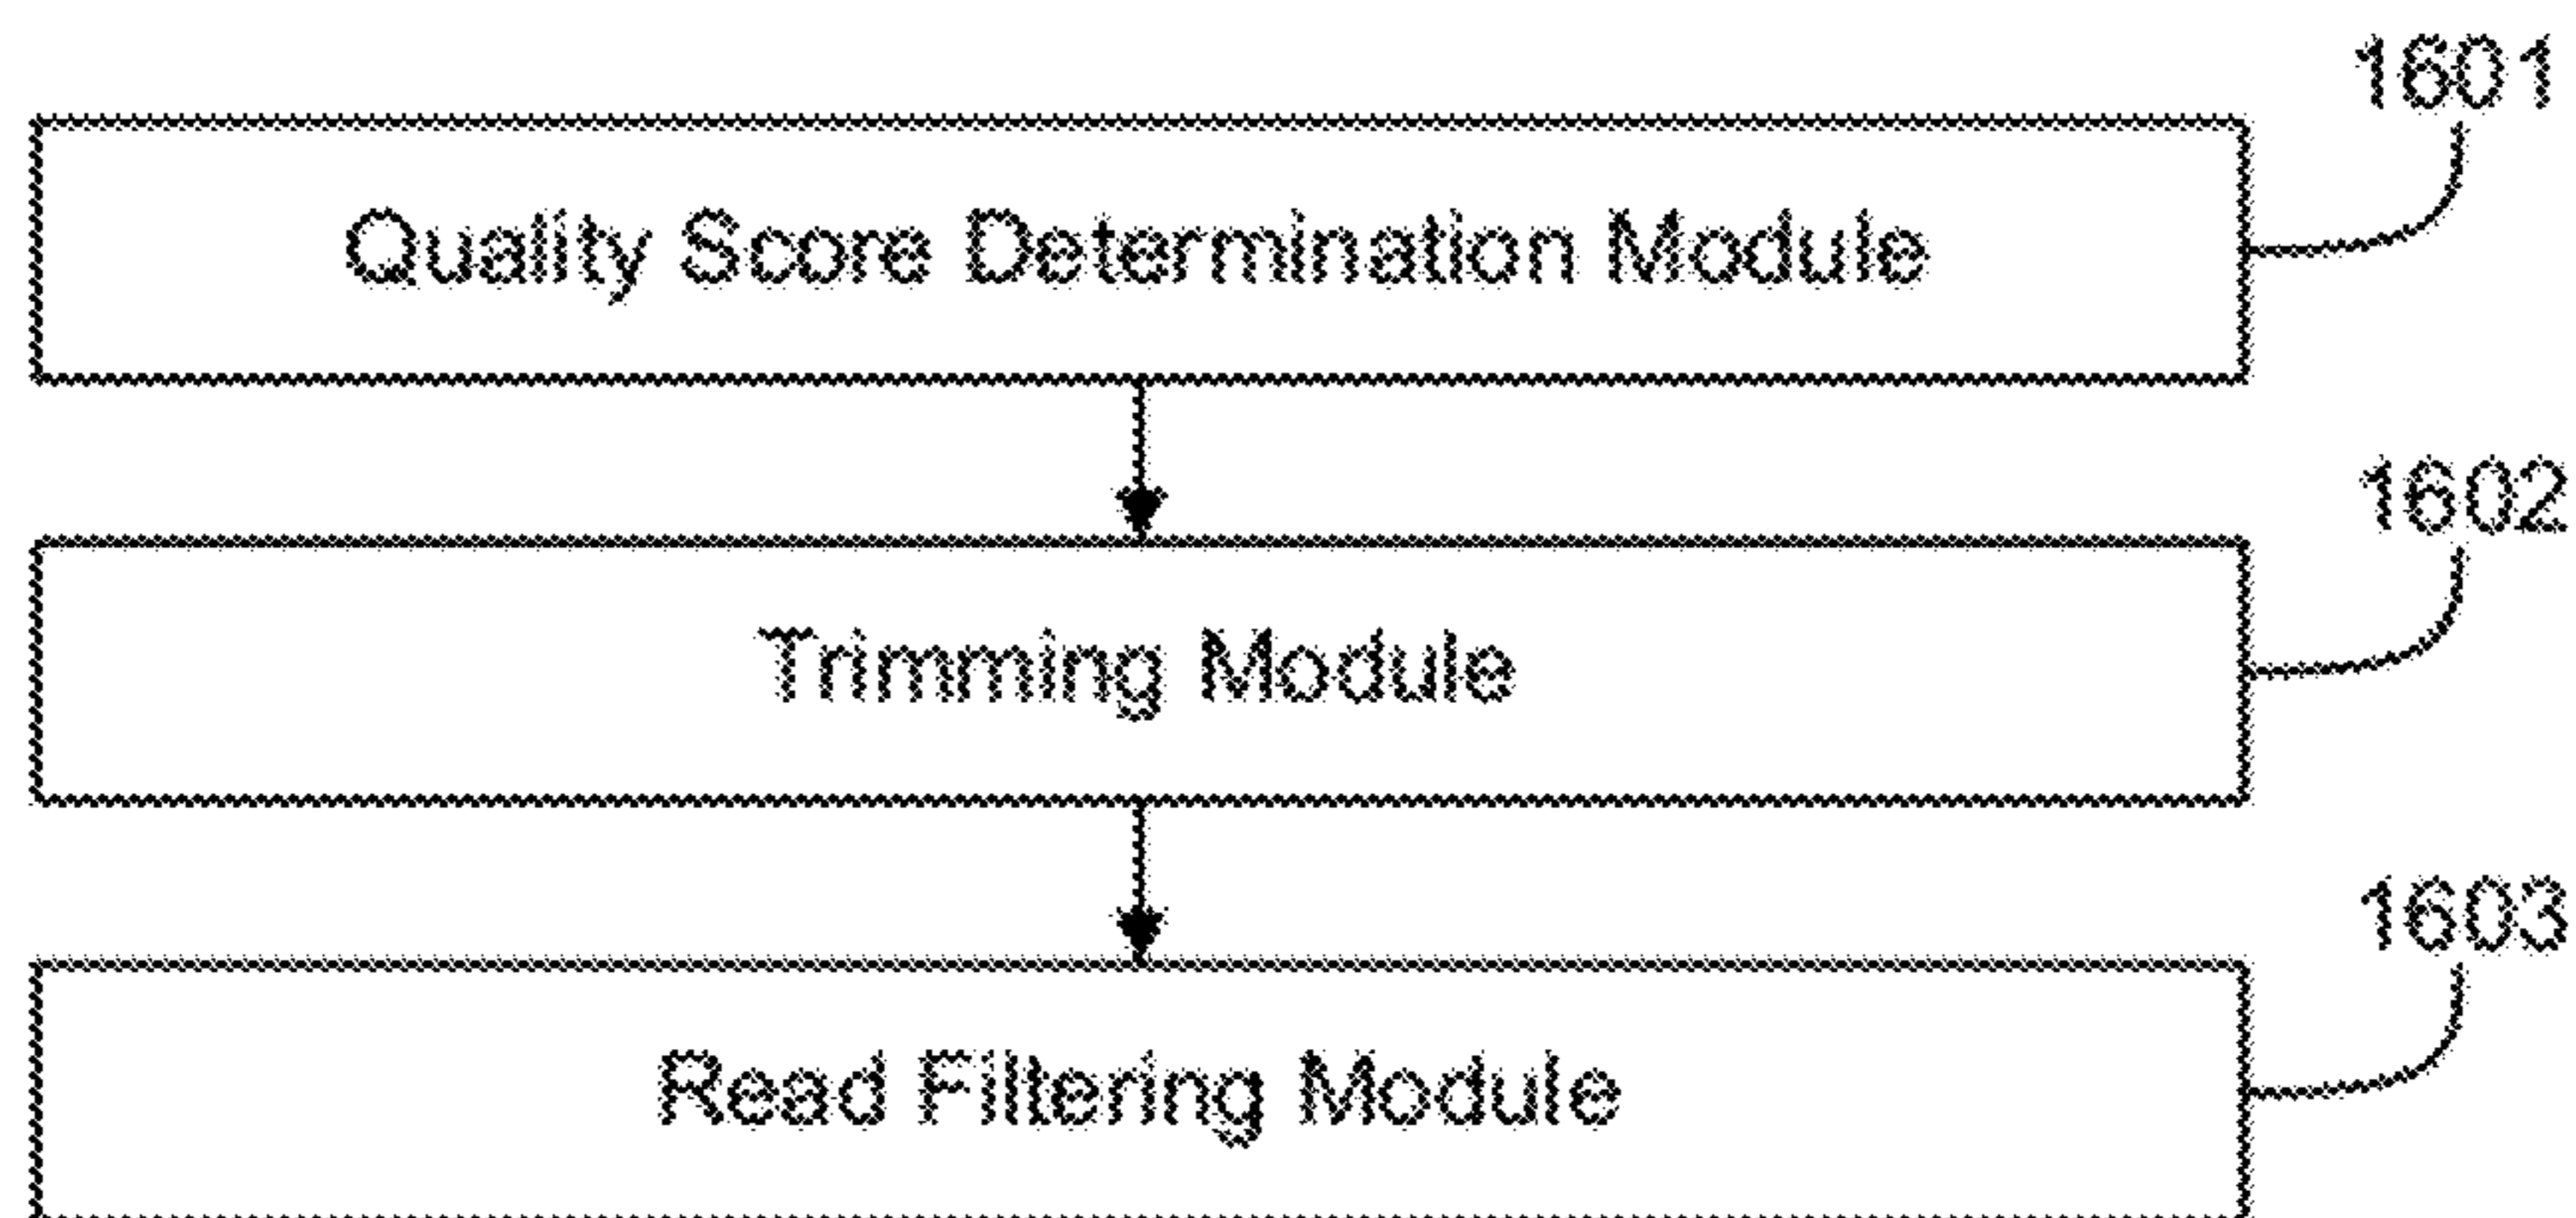 1601
Quality Score Determination Module
1602
Trimming Module
1603
Read Filtering Module